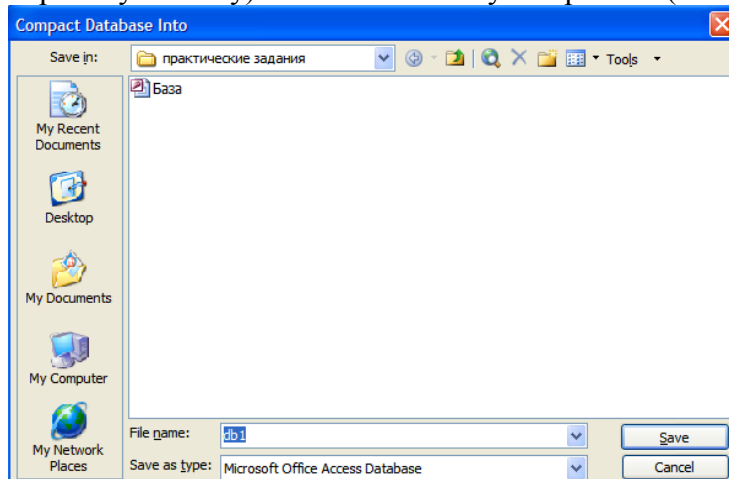 Compact Database Into
Save in:
практические задания
Tools
База
My Recent
Documents
Desktop
My Documents
My Computer
My Network
Places
File name:
db1
Save
Save as type:
Microsoft Office Access Database
Cancel